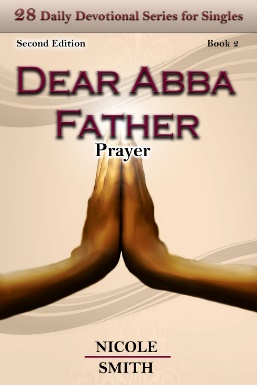 28 Daily Devotional Series for Singles
Second Edition Book 2
DEAR ABBA
FATHER
Prayer
NICOLE
SMITH